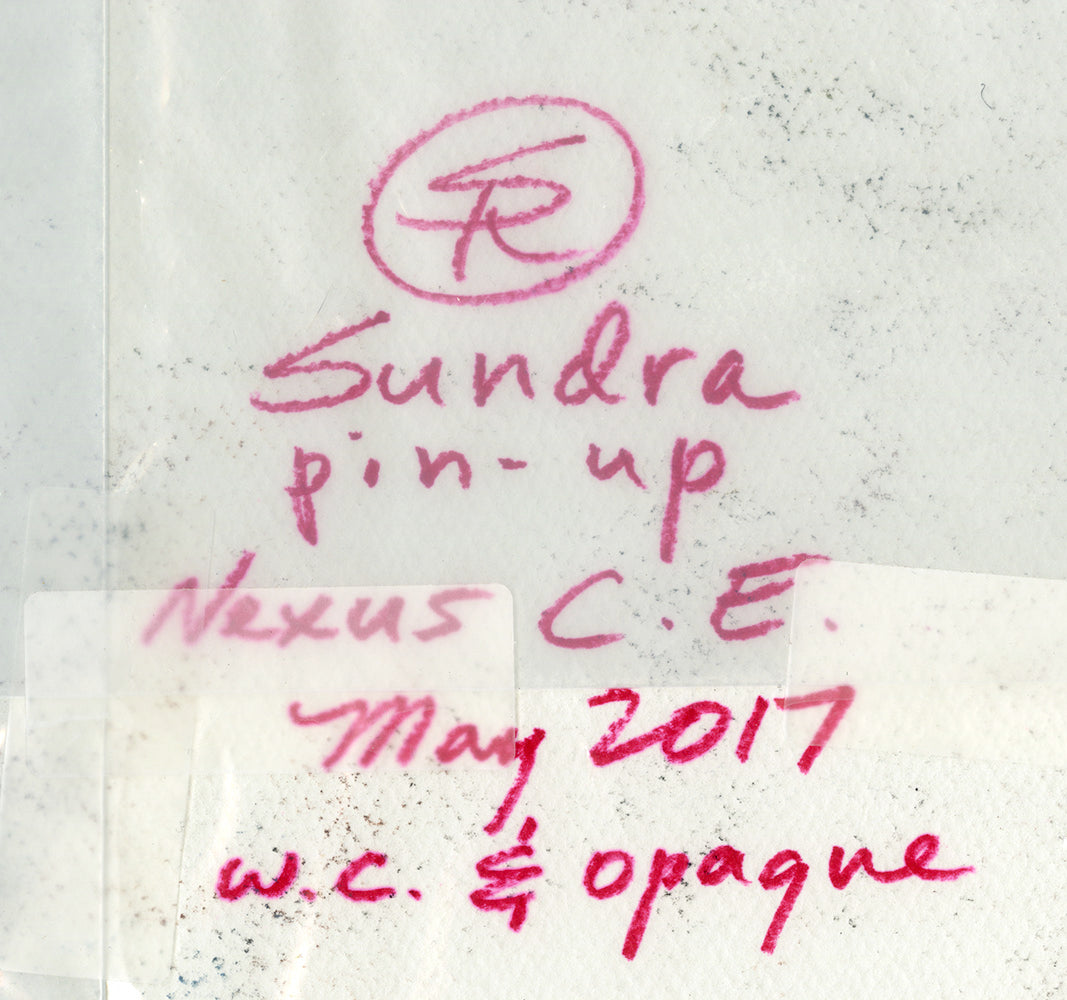 SR
Sundra
pin-up
Nexus C.E.
May 2017
w.c. & opaque